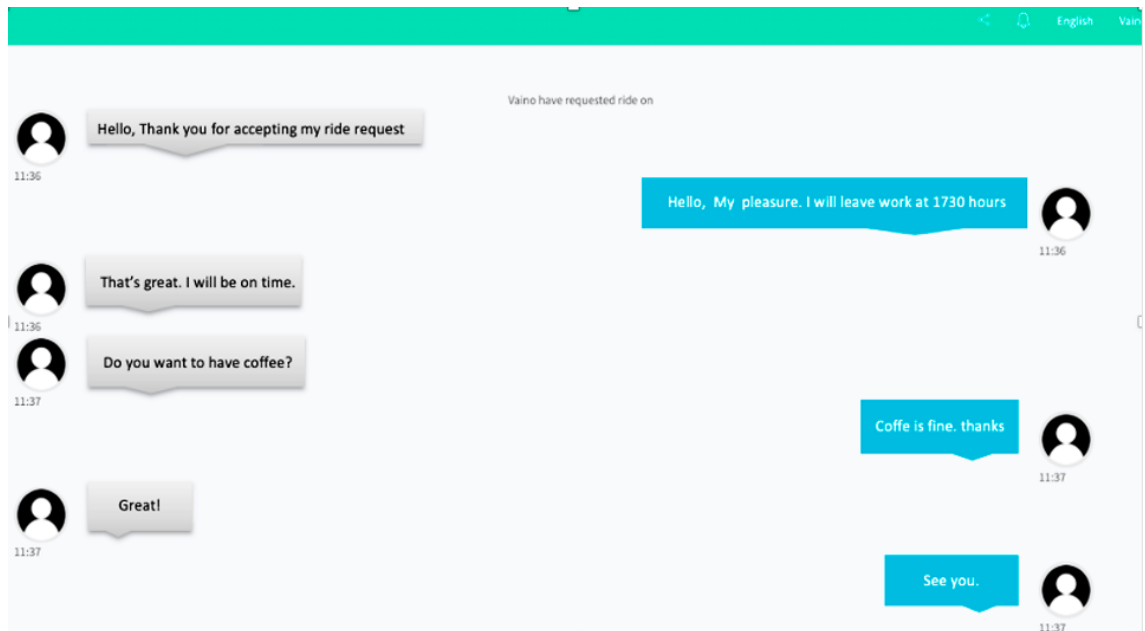 English Vain
Vaino have requested ride on
Hello, Thank you for accepting my ride request
11:36
Hello, My pleasure. I will leave work at 1730 hours
11:36
That's great. I will be on time.
11:36
Do you want to have coffee?
11:37
Coffe is fine. thanks
11:37
Great!
11:37
See you.
11:37